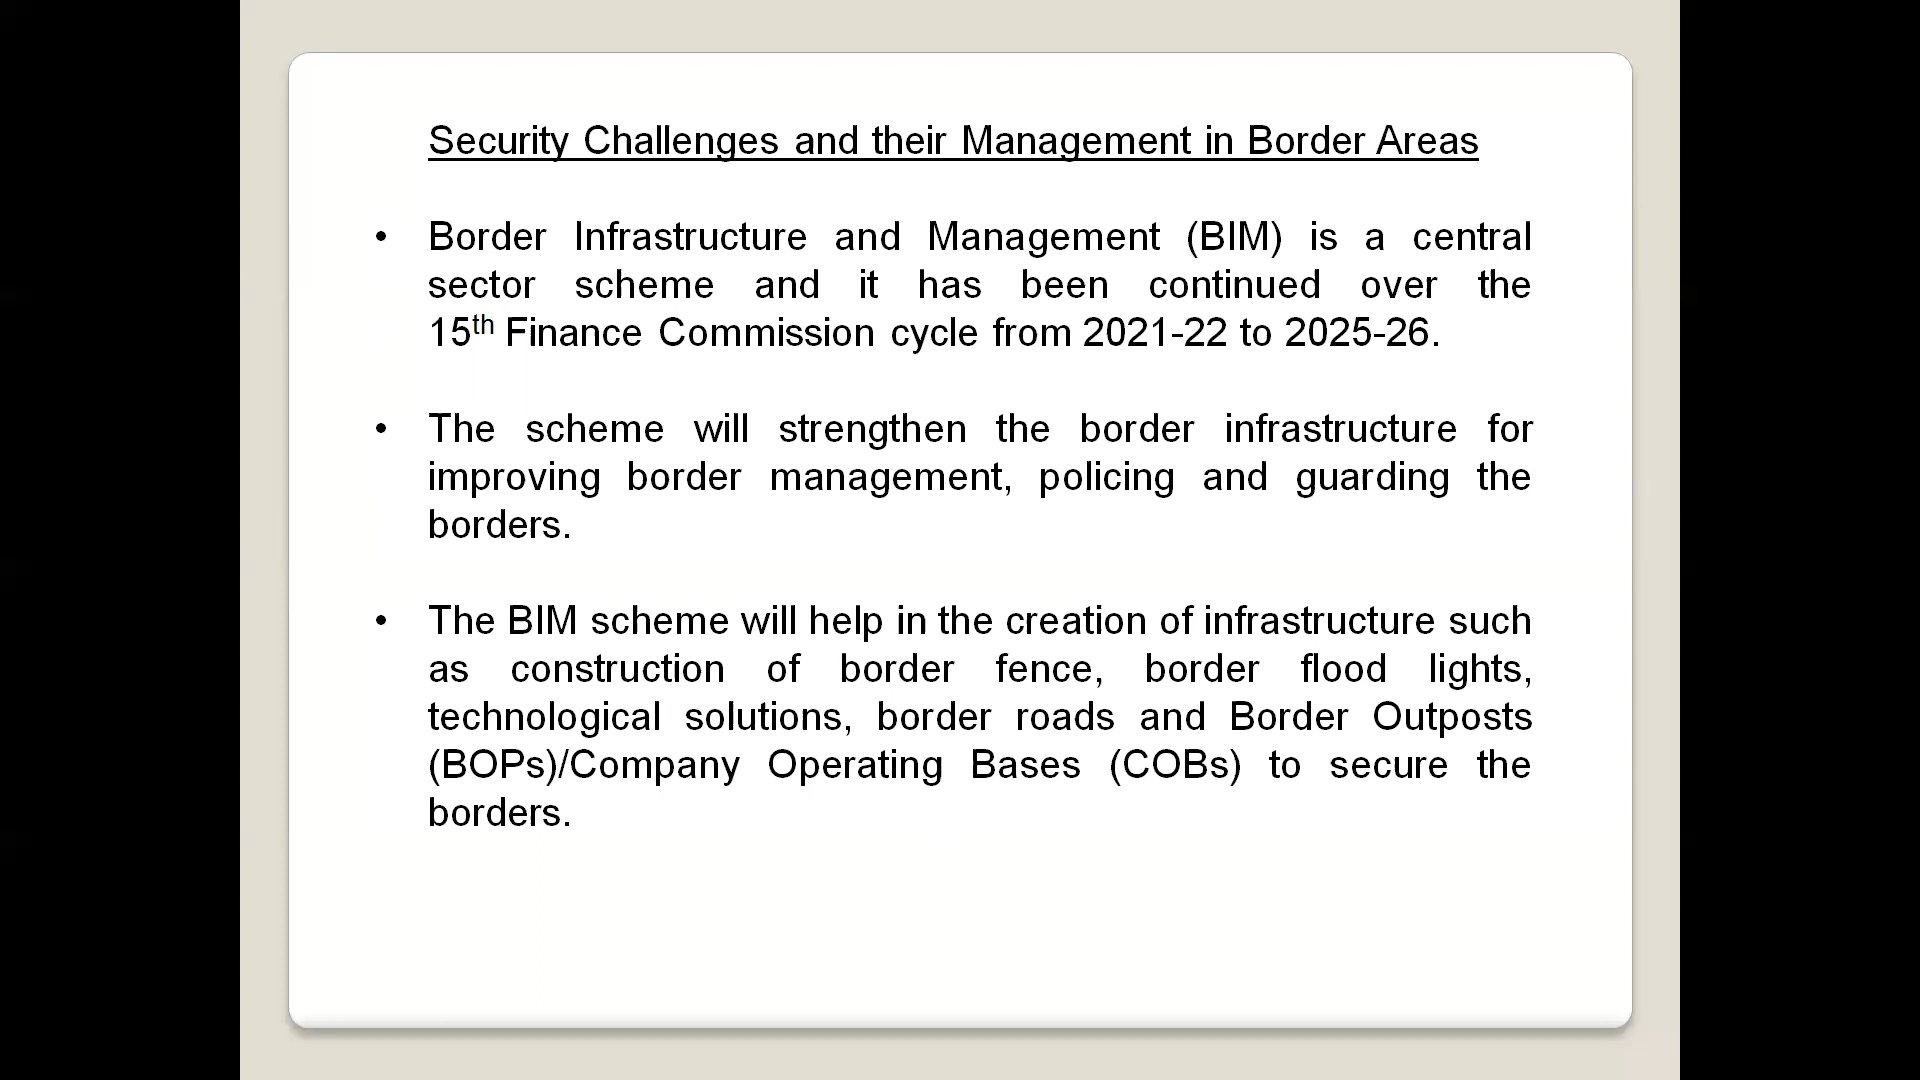 Security Challenges and their Management in Border Areas
• Border Infrastructure and Management (BIM) is a central
sector scheme and it has been continued over the
15th Finance Commission cycle from 2021-22 to 2025-26.
• The scheme will strengthen the border infrastructure for
improving border management, policing and guarding the
borders.
• The BIM scheme will help in the creation of infrastructure such
as construction of border fence, border flood lights,
technological solutions, border roads and Border Outposts
(BOPs)/Company Operating Bases (COBs) to secure the
borders.